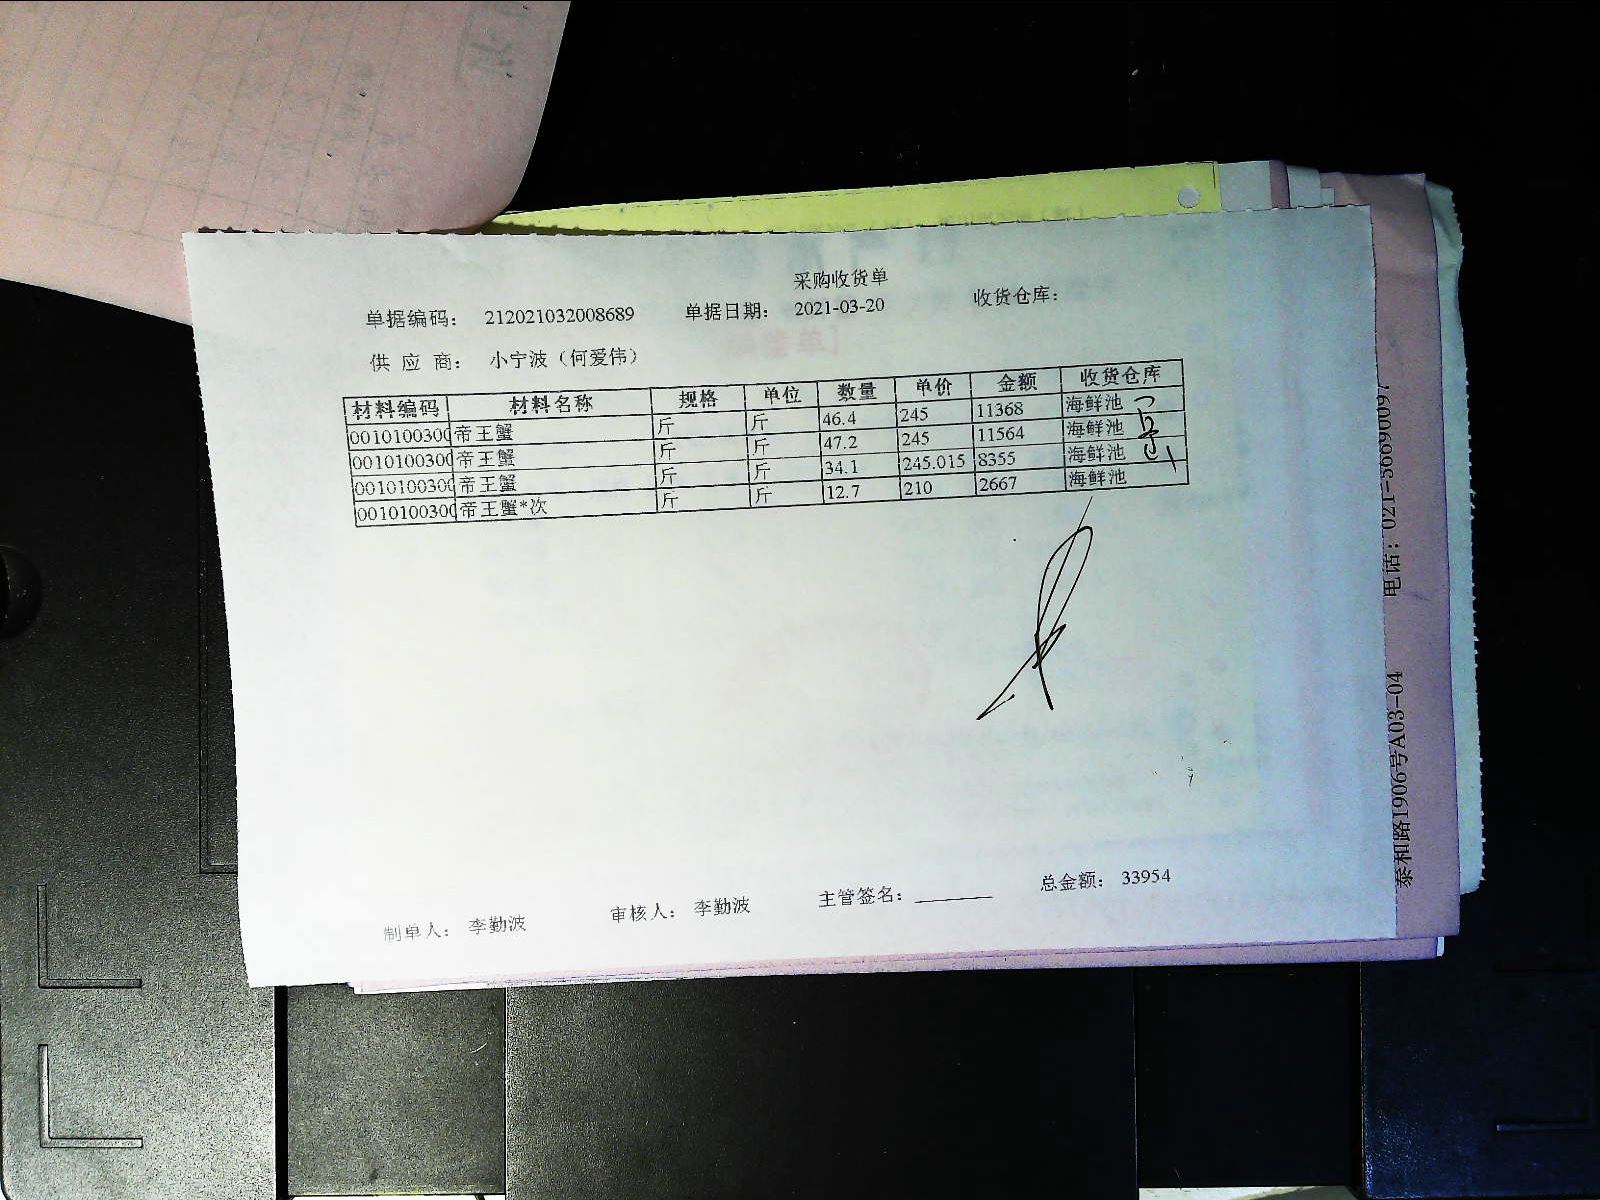 采购收货单
单据编码： 212021032008689 单据日期： 2021-03-20 收货仓库：
供 应 商： 小宁波（何爱伟）
材料编码 材料名称 规格 单位 数量 单价 金额 收货仓库
0010100300 帝王蟹 斤 斤 46.4 245 11368 海鲜池
0010100300 帝王蟹 斤 斤 47.2 245 11564 海鲜池
0010100300 帝王蟹 斤 斤 34.1 245.015 8355 海鲜池
0010100300 帝王蟹*次 斤 斤 12.7 210 2667 海鲜池
制单人： 李勤波 审核人： 李勤波 主管签名： 总金额： 33954
泰和路1906号A03-04 电话：021-36690097